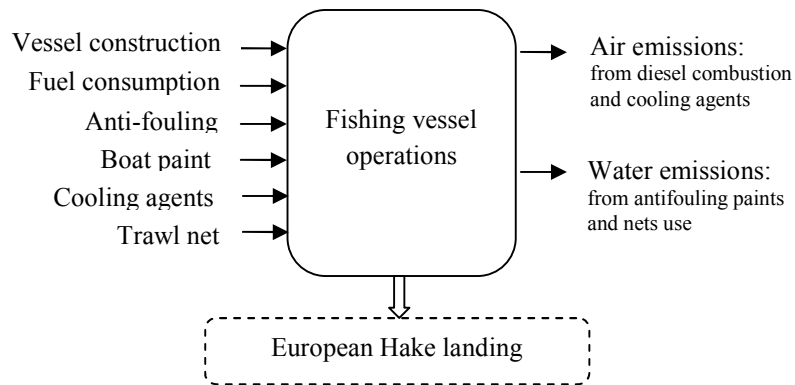 Vessel construction
Fuel consumption
Anti-fouling
Boat paint
Cooling agents
Trawl net
Fishing vessel
operations
Air emissions:
from diesel combustion
and cooling agents
Water emissions:
from antifouling paints
and nets use
European Hake landing